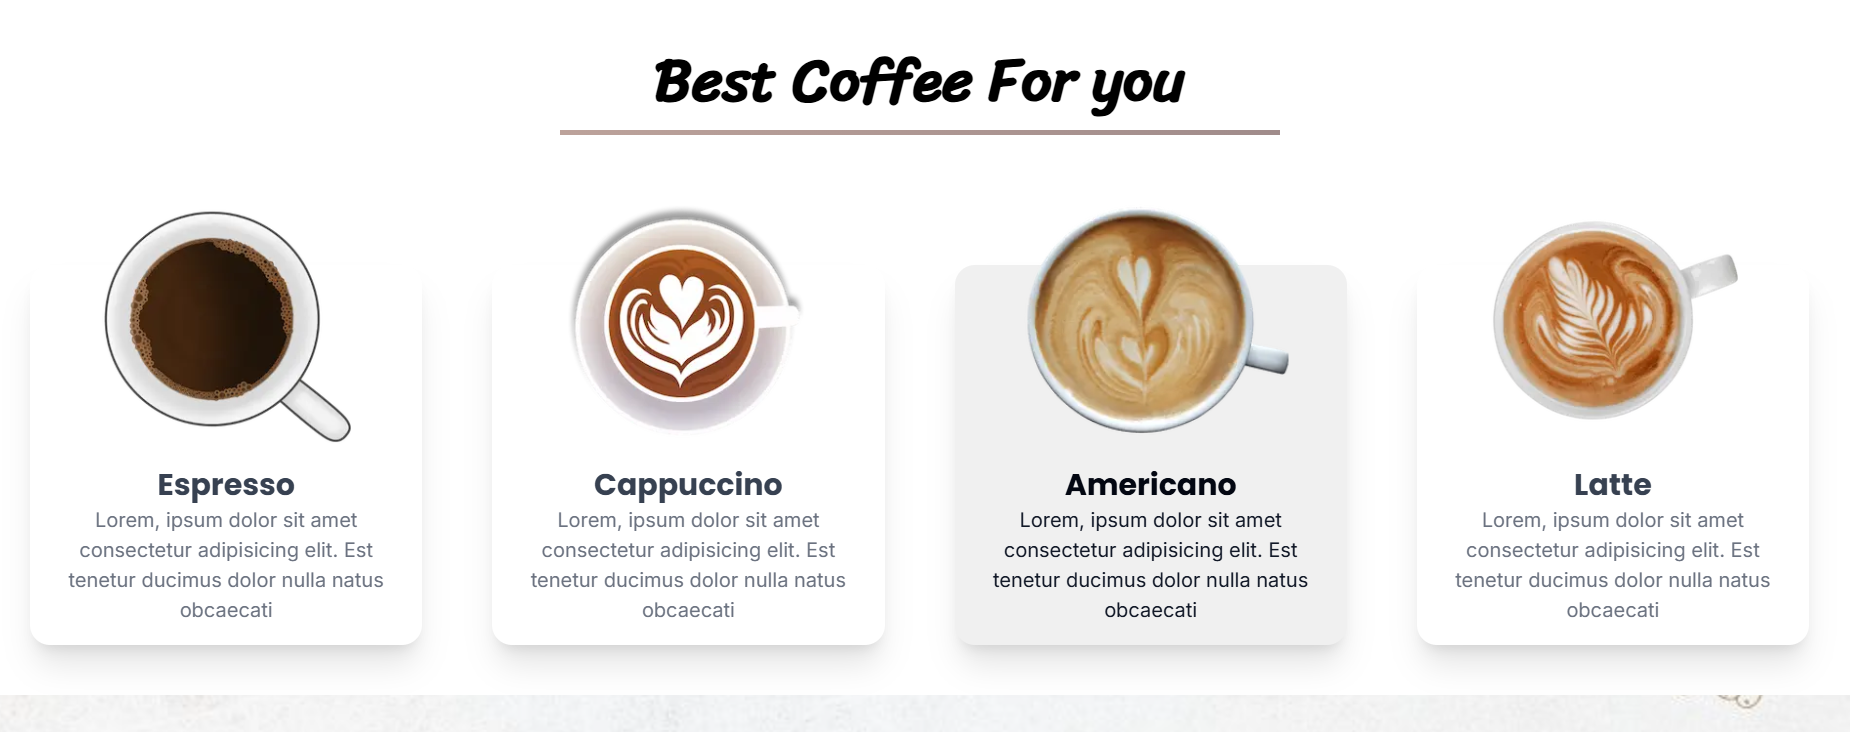 Best Coffee For you
Espresso
Lorem, ipsum dolor sit amet
consectetur adipisicing elit. Est
tenetur ducimus dolor nulla natus
obcaecati
Cappuccino
Lorem, ipsum dolor sit amet
consectetur adipisicing elit. Est
tenetur ducimus dolor nulla natus
obcaecati
Americano
Lorem, ipsum dolor sit amet
consectetur adipisicing elit. Est
tenetur ducimus dolor nulla natus
obcaecati
Latte
Lorem, ipsum dolor sit amet
consectetur adipisicing elit. Est
tenetur ducimus dolor nulla natus
obcaecati